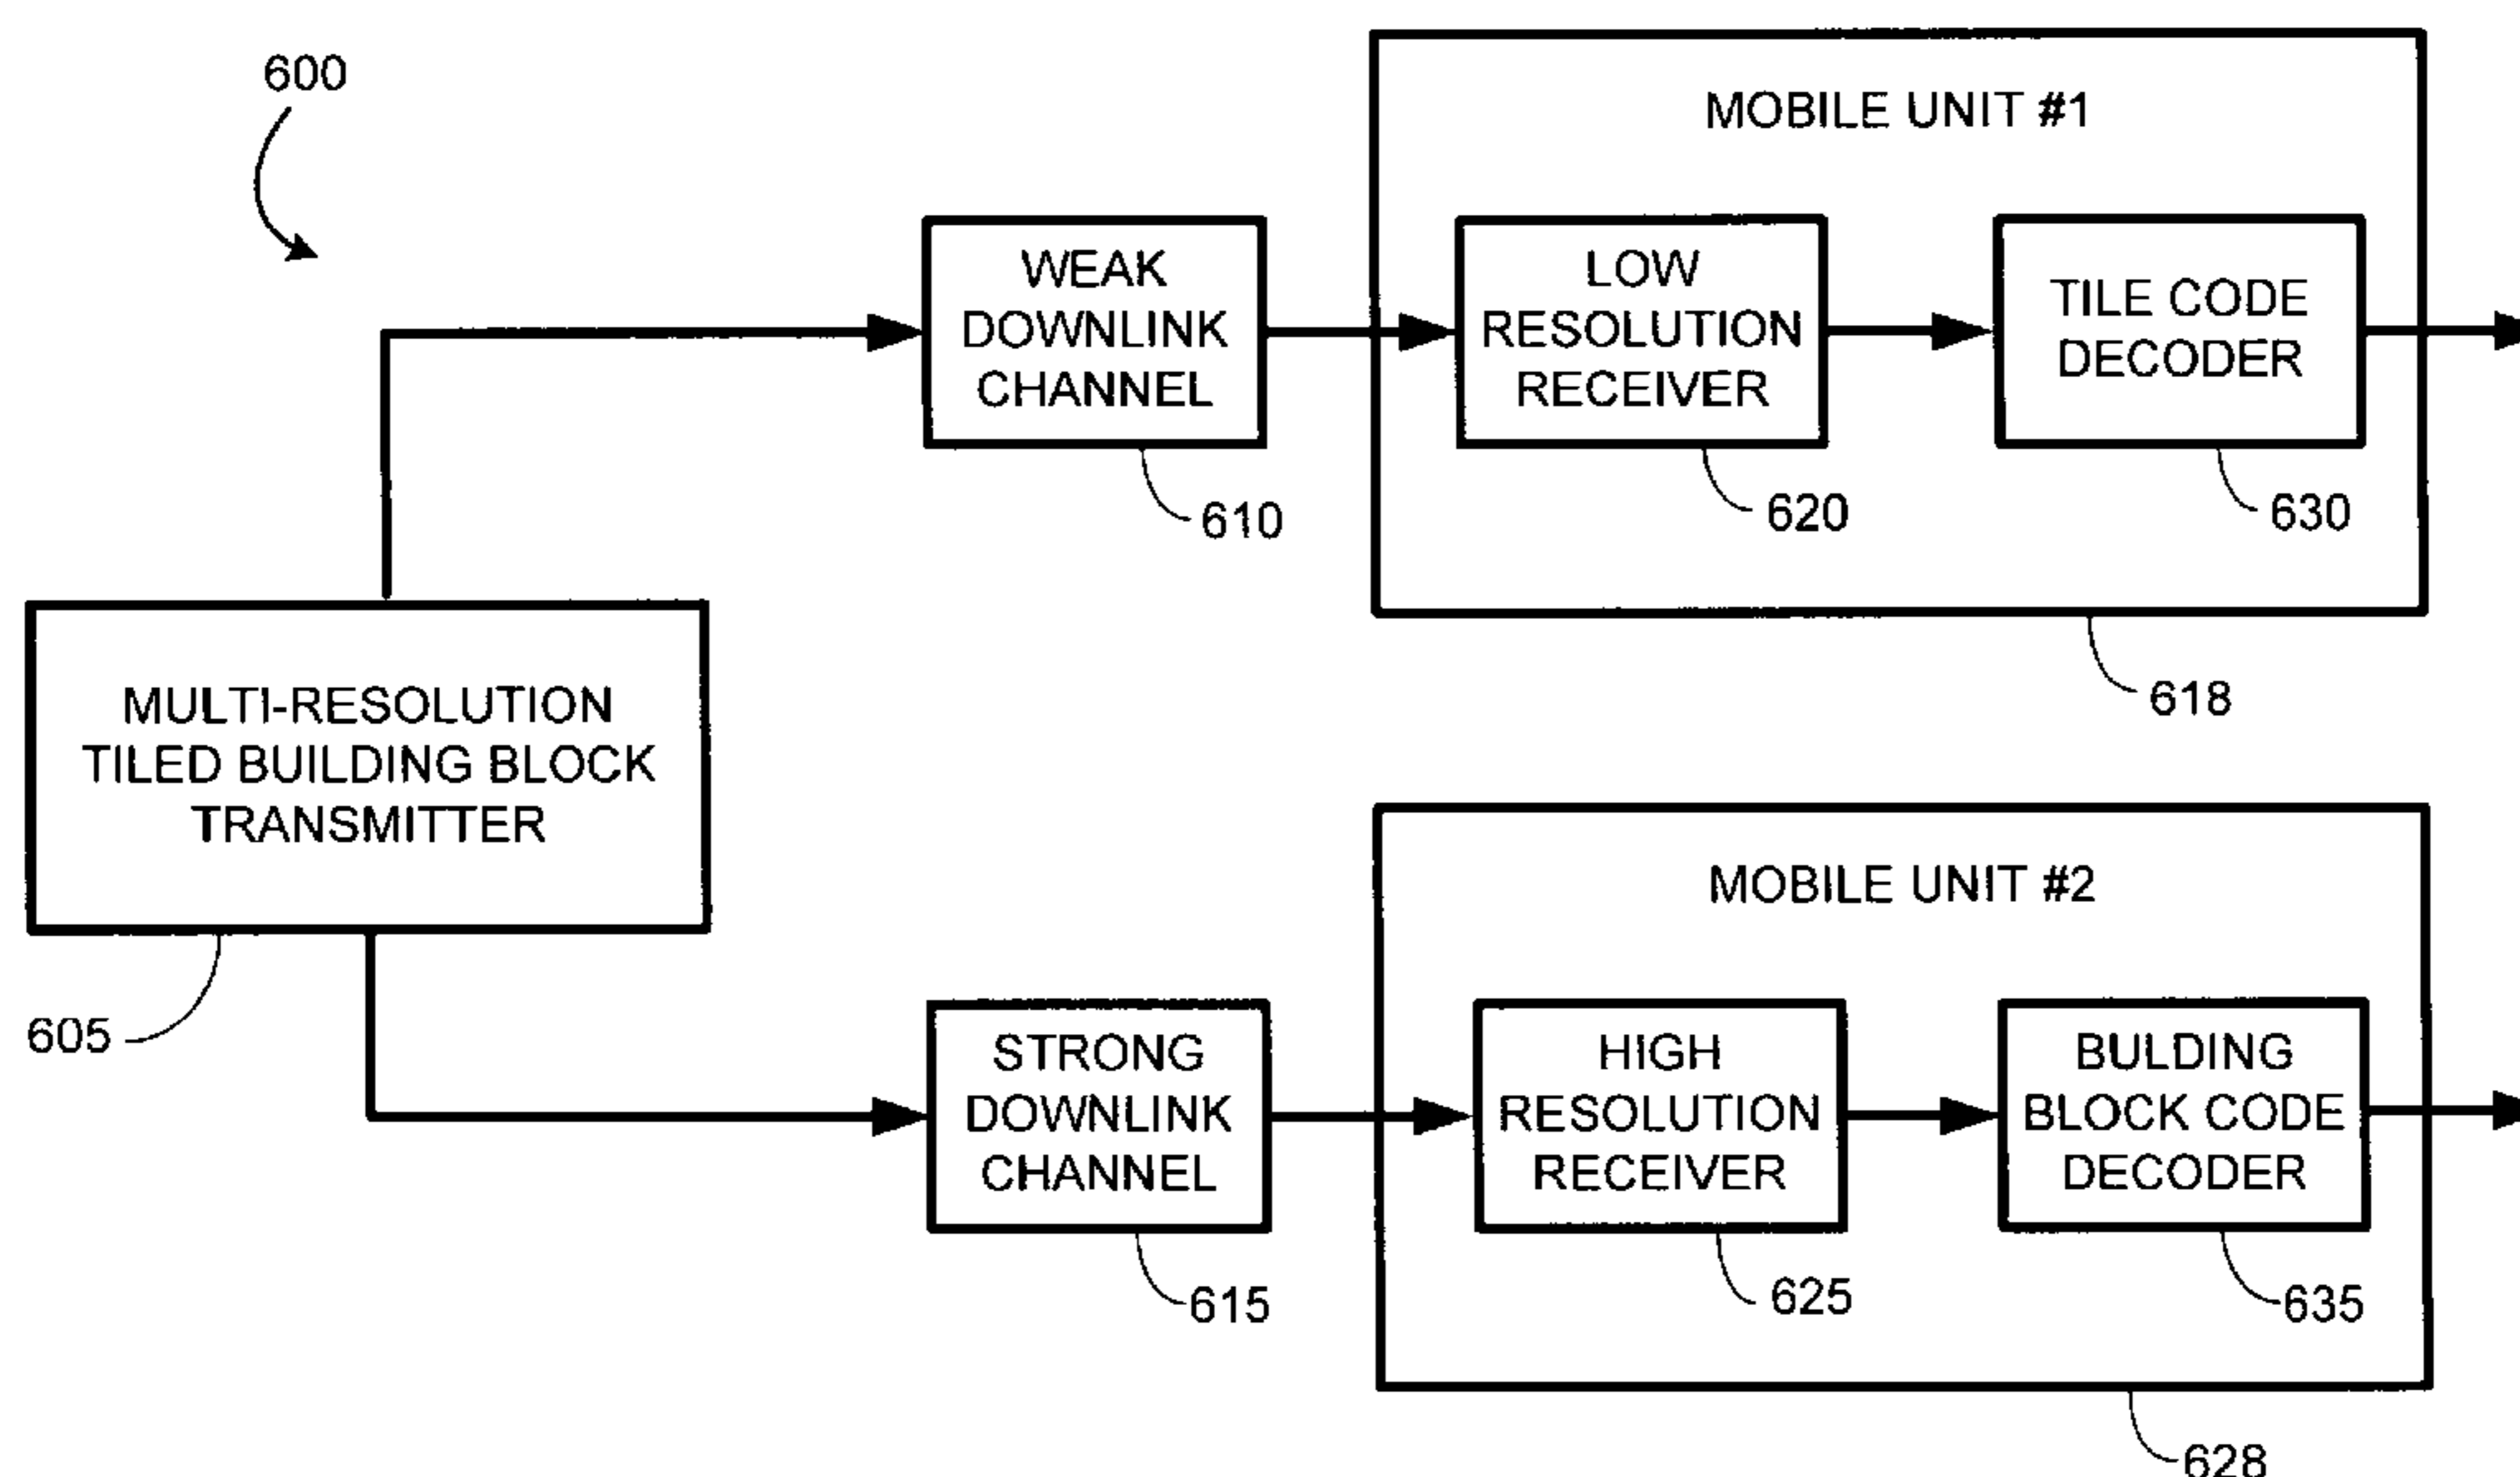 600
MOBILE UNIT #1
WEAK
DOWNLINK
CHANNEL
610
LOW
RESOLUTION
RECEIVER
620
TILE CODE
DECODER
630
618
MULTI-RESOLUTION
TILED BUILDING BLOCK
TRANSMITTER
605
MOBILE UNIT #2
STRONG
DOWNLINK
CHANNEL
615
HIGH
RESOLUTION
RECEIVER
625
BULDING
BLOCK CODE
DECODER
635
628